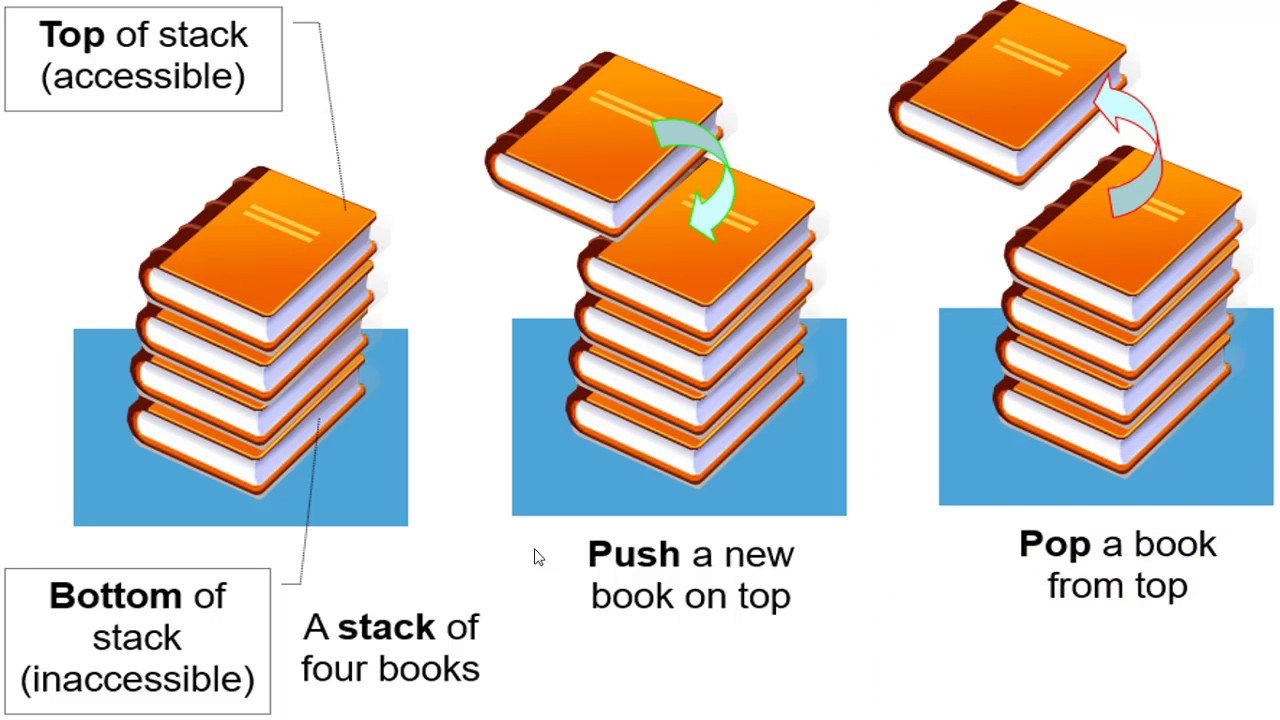 Top of stack
(accessible)
Bottom of
stack
(inaccessible)
A stack of
four books
Push a new
book on top
Pop a book
from top